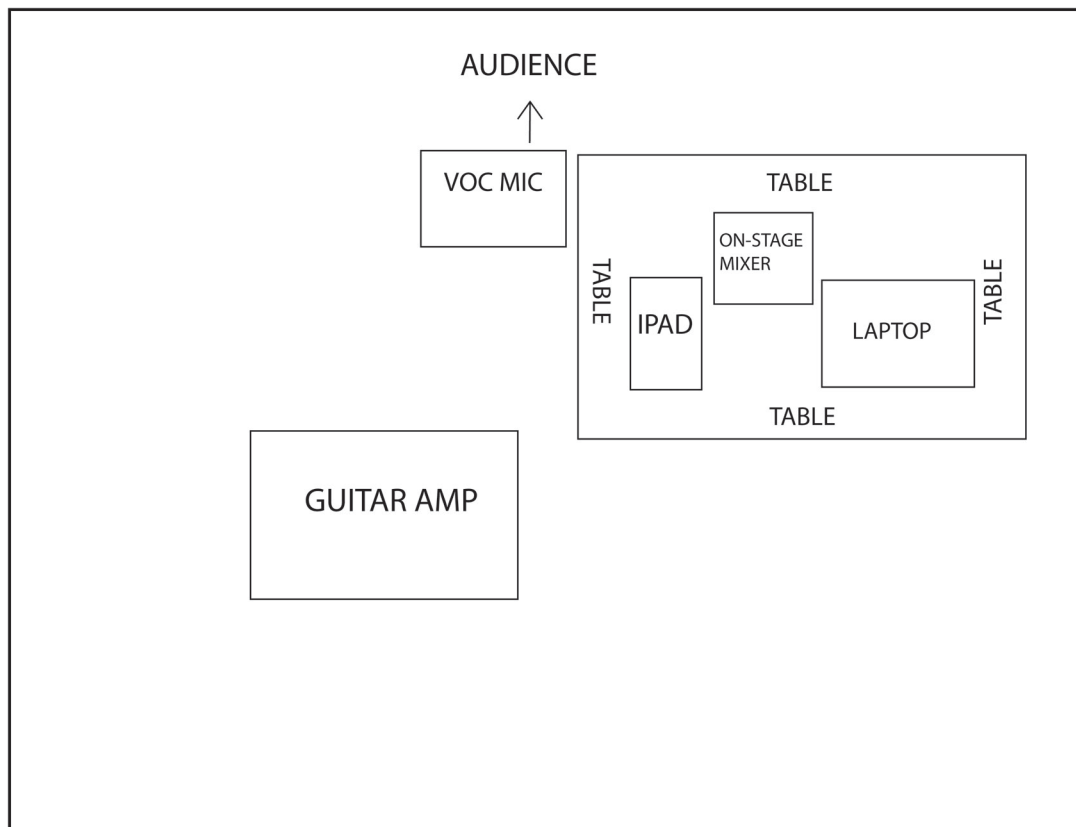 AUDIENCE
VOC MIC
TABLE
ON-STAGE
MIXER
TABLE
TABLE
IPAD
LAPTOP
TABLE
GUITAR AMP